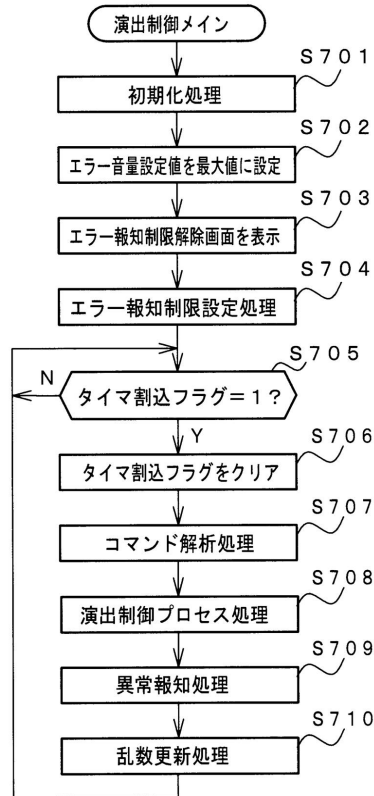 演出制御メイン
S701
初期化処理
S702
エラー音量設定値を最大値に設定
S703
エラー報知制限解除画面を表示
S704
エラー報知制限設定処理
S705
N
タイマ割込フラグ=1?
Y
S706
タイマ割込フラグをクリア
S707
コマンド解析処理
S708
演出制御プロセス処理
S709
異常報知処理
S710
乱数更新処理